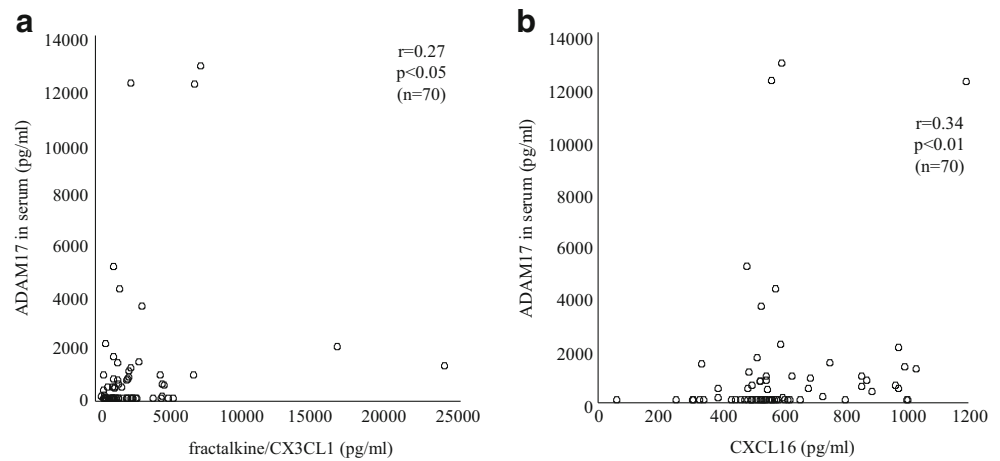 a
14000
12000
10000
8000
6000
4000
2000
0
ADAM17 in serum (pg/ml)
r=0.27
p<0.05
(n=70)
0 5000 10000 15000 20000 25000
fractalkine/CX3CL1 (pg/ml)
b
14000
12000
10000
8000
6000
4000
2000
0
ADAM17 in serum (pg/ml)
r=0.34
p<0.01
(n=70)
0 200 400 600 800 1000 1200
CXCL16 (pg/ml)